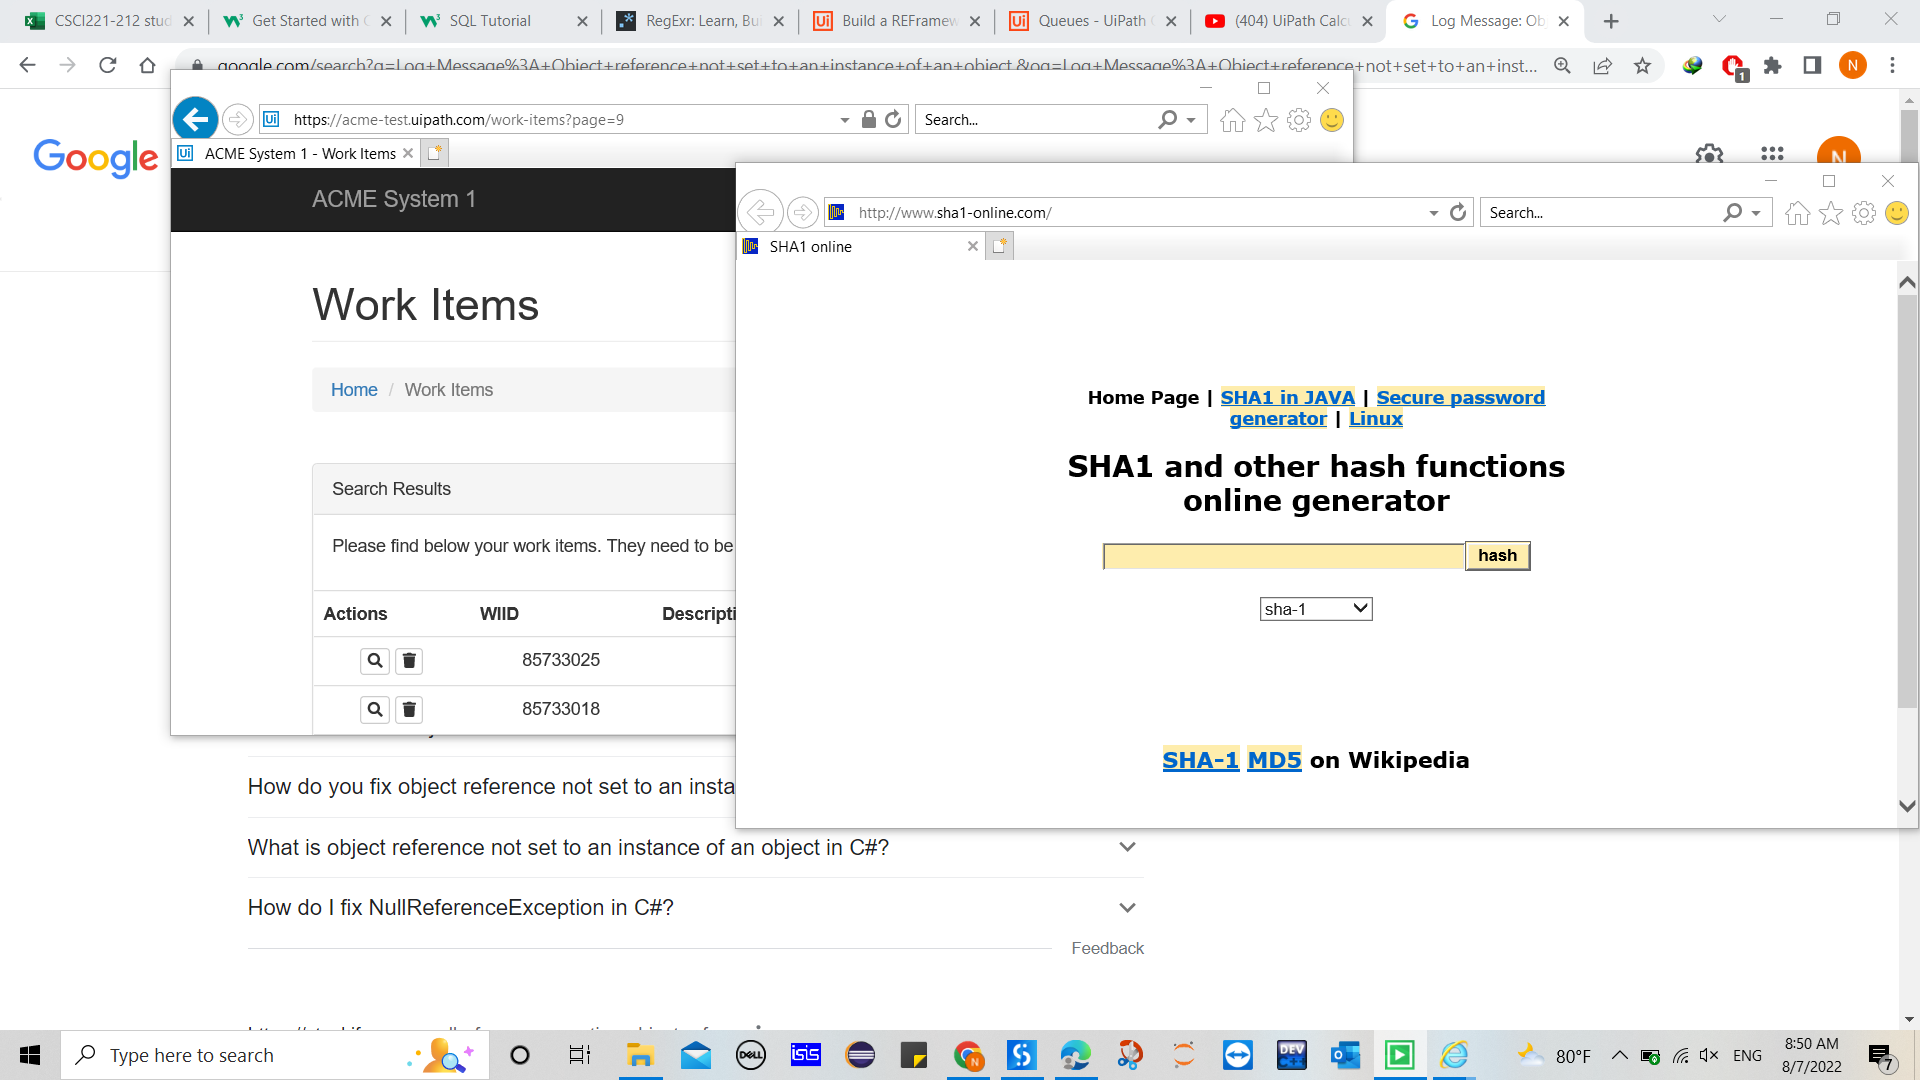 CSCI221-212 stud
Get Started with
SQL Tutorial
RegExr: Learn, Bui
Build a REFramew
Queues - UiPath
(404) UiPath Calcu
Log Message: Ob
google.com/search?q=Log+Message%3A+Object+reference+not+set+to+an+instance+of+an+object.&oq=Log+Message%3A+Object+reference+not+set+to+an+inst...
1
N
Google
N
https://acme-test.uipath.com/work-items?page=9
Search...
ACME System 1 - Work Items
ACME System 1
Work Items
Home / Work Items
Search Results
Please find below your work items. They need to be
Actions WIID Descripti
85733025
85733018
http://www.sha1-online.com/
Search...
SHA1 online
Home Page | SHA1 in JAVA | Secure password
generator | Linux
SHA1 and other hash functions
online generator
hash
sha-1
SHA-1 MD5 on Wikipedia
How do you fix object reference not set to an insta
What is object reference not set to an instance of an object in C#?
How do I fix NullReferenceException in C#?
Feedback
Type here to search
DELL
isis
DEV
C++
80°F
ENG
8:50 AM
8/7/2022
7